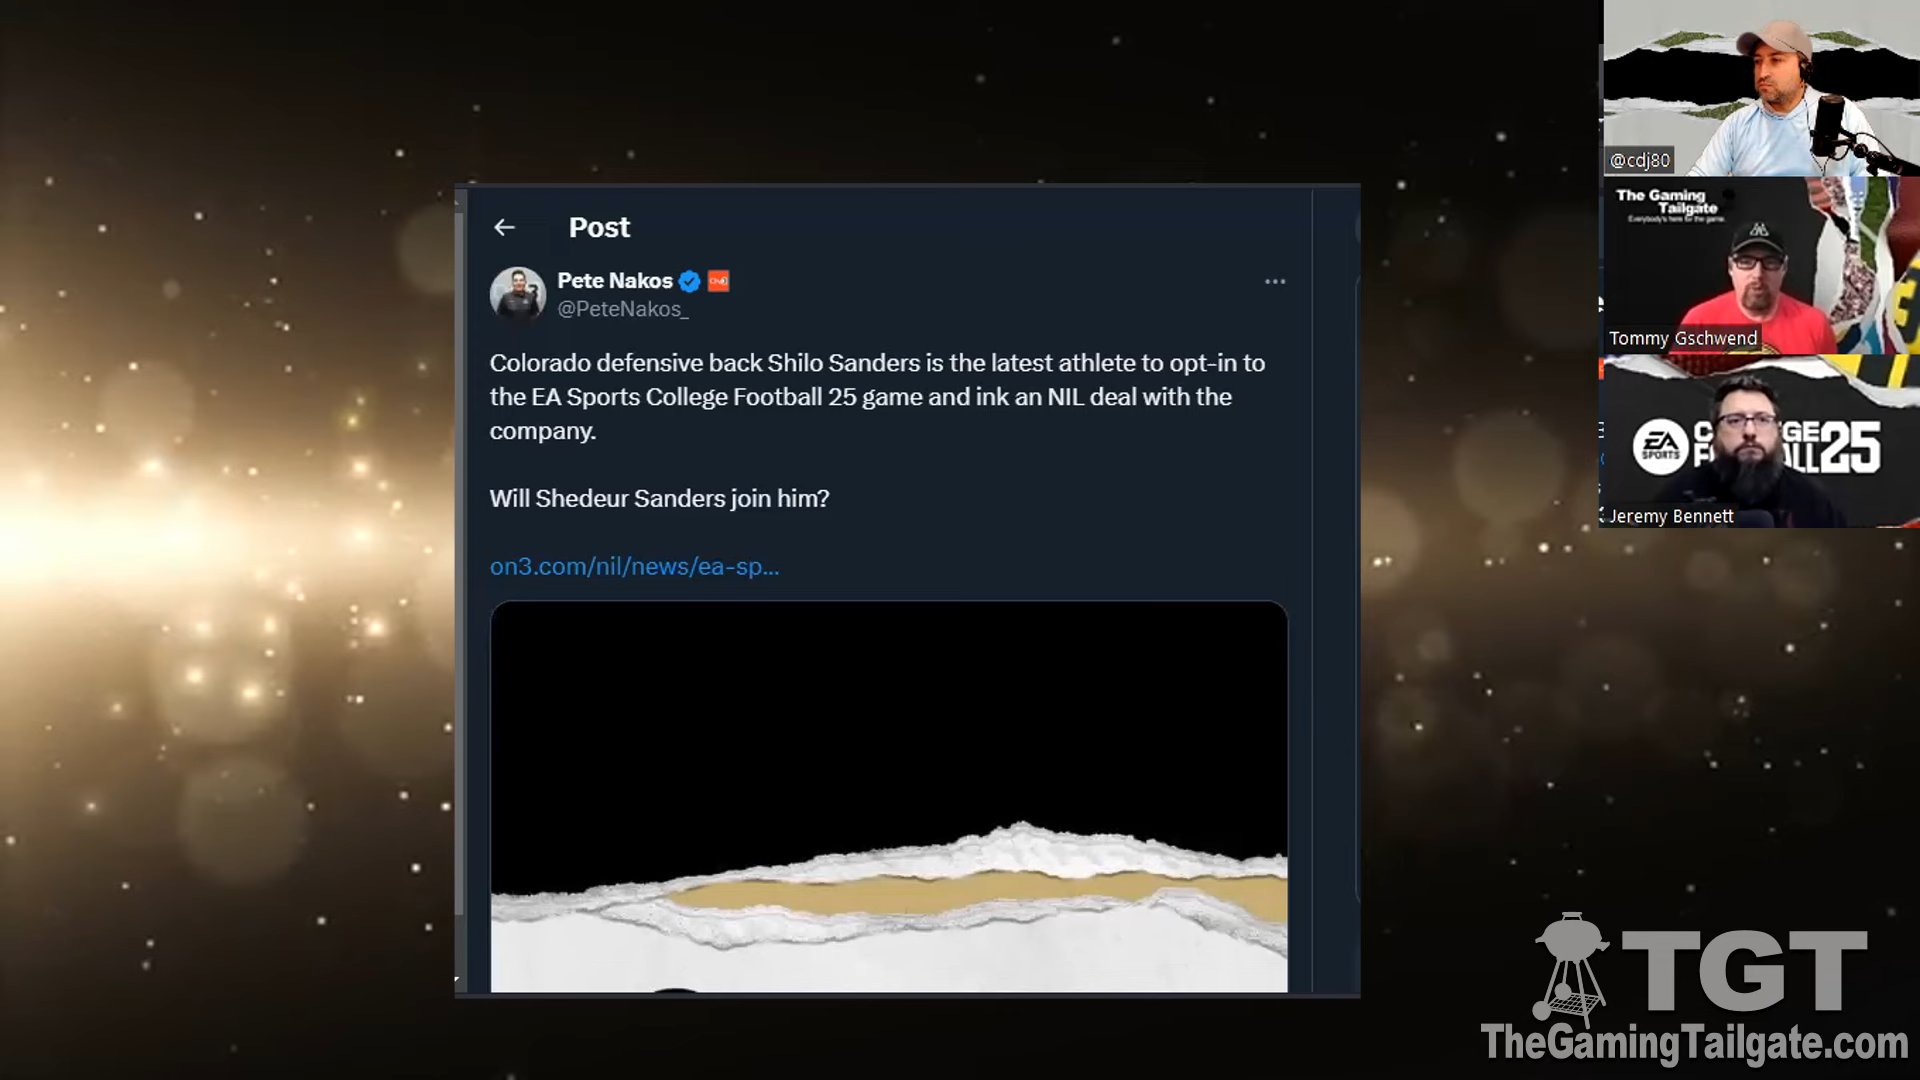 Post
Pete Nakos
@PeteNakos_
Colorado defensive back Shilo Sanders is the latest athlete to opt-in to
the EA Sports College Football 25 game and ink an NIL deal with the
company.
Will Shedeur Sanders join him?
on3.com/nil/news/ea-sp...
@cdj80
The Gaming
Tailgate
Everybody's here for the game.
Tommy Gschwend
EA
SPORTS
25
Jeremy Bennett
TGT
TheGamingTailgate.com